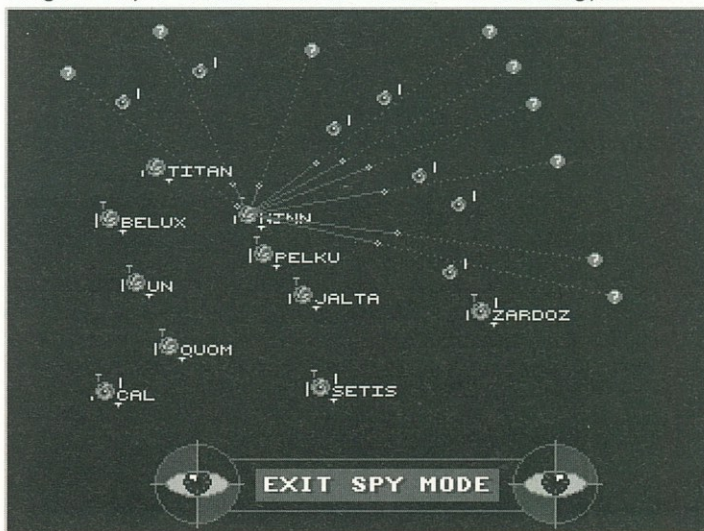 TITAN
BELUX
PELKU
UN
JALTA
ZARDOZ
QUOM
CAL
SETIS
EXIT SPY MODE